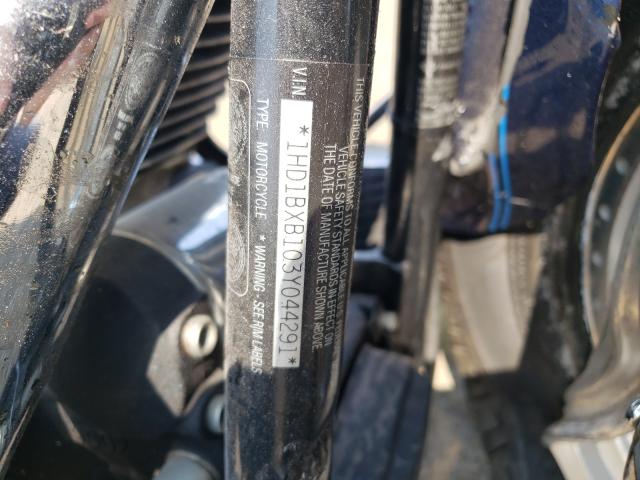 THIS VEHICLE CONFORMS TO ALL APPLICABLE
VEHICLE SAFETY STANDARDS IN EFFECT ON
THE DATE OF MANUFACTURE SHOWN ABOVE.
V.I.N.
*1HD1BXB103Y044291*
TYPE: MOTORCYCLE * WARNING - SEE RIM LABELS